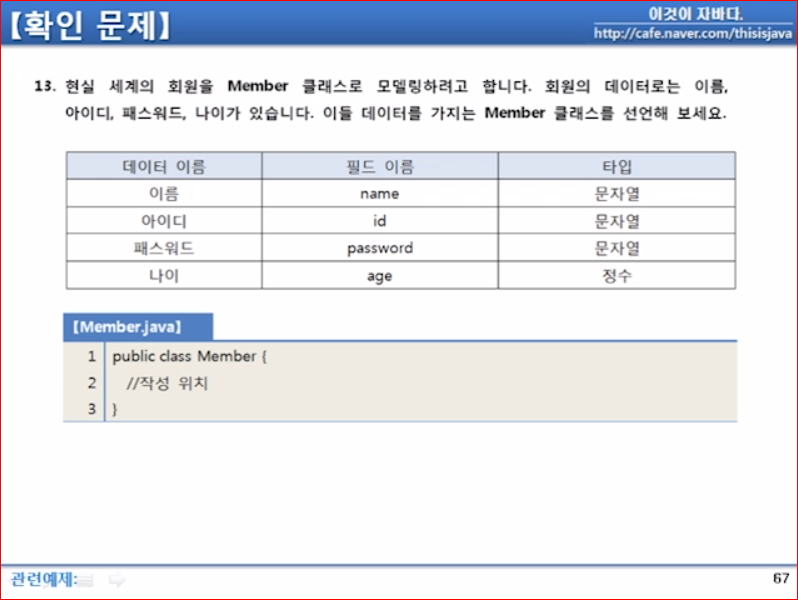 【확인 문제】
이것이 자바다.
http://cafe.naver.com/thisisjava
13. 현실 세계의 회원을 Member 클래스로 모델링하려고 합니다. 회원의 데이터로는 이름,
아이디, 패스워드, 나이가 있습니다. 이들 데이터를 가지는 Member 클래스를 선언해 보세요.
데이터 이름 필드 이름 타입
이름 name 문자열
아이디 id 문자열
패스워드 password 문자열
나이 age 정수
【Member.java】
1 public class Member {
2 //작성 위치
3 }
관련예제:
67